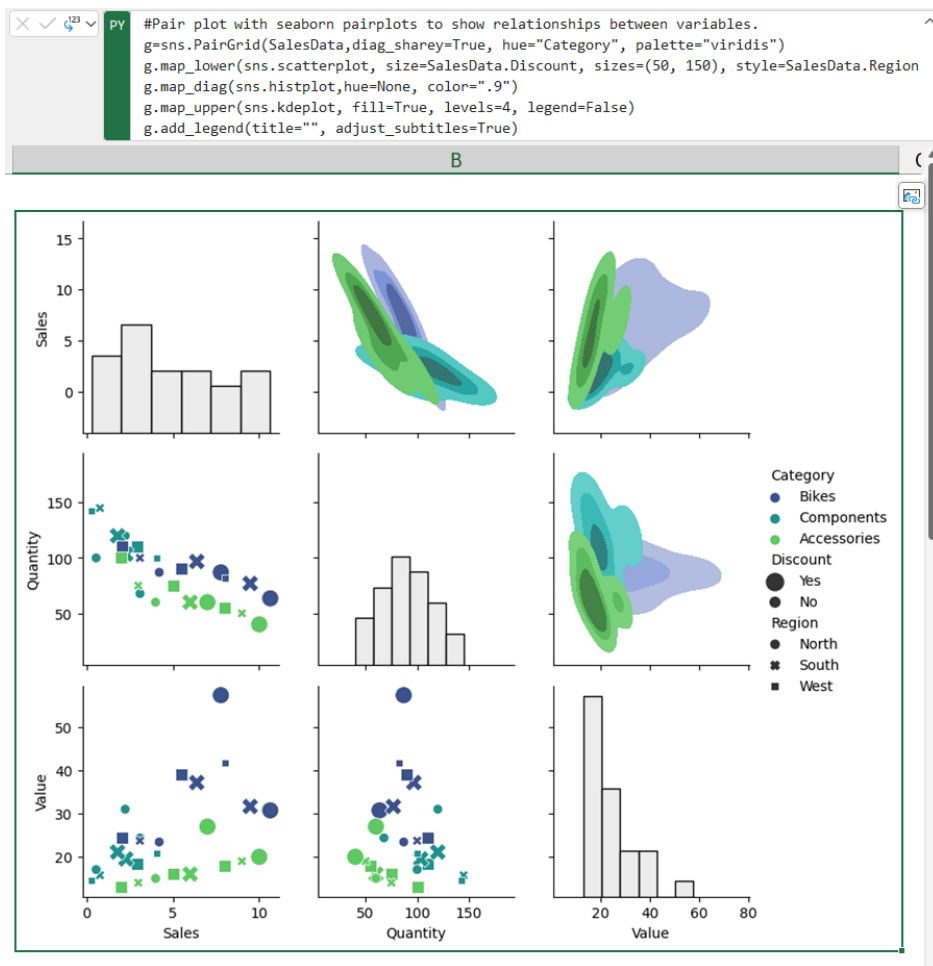 123
PY
#Pair plot with seaborn pairplots to show relationships between variables.
g=sns.PairGrid(SalesData,diag_sharey=True, hue="Category", palette="viridis")
g.map_lower(sns.scatterplot, size=SalesData.Discount, sizes=(50, 150), style=SalesData.Region
g.map_diag(sns.histplot,hue=None, color=".9")
g.map_upper(sns.kdeplot, fill=True, levels=4, legend=False)
g.add_legend(title="", adjust_subtitles=True)
B
Sales
15
10
5
0
Quantity
150
100
50
Category
Bikes
Components
Accessories
Discount
Yes
No
Region
North
South
West
Value
50
40
30
20
0 5 10
50 100 150
20 40 60 80
Sales
Quantity
Value